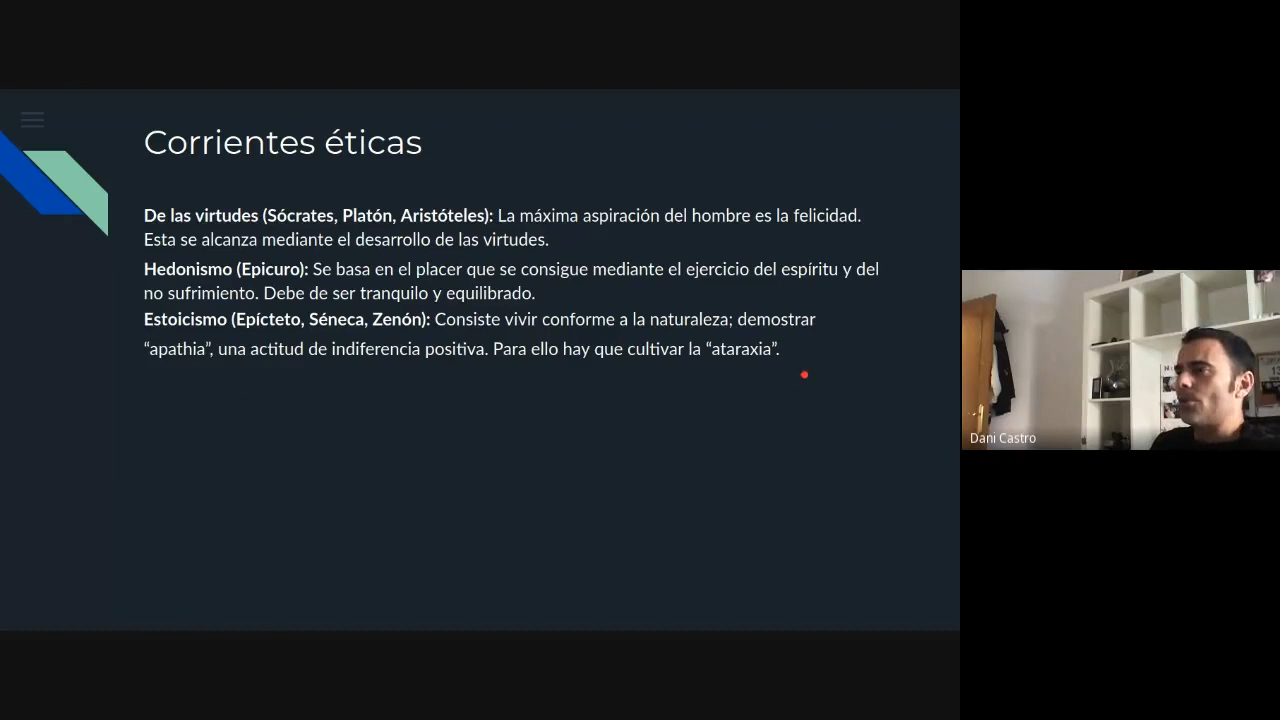 Corrientes éticas
De las virtudes (Sócrates, Platón, Aristóteles): La máxima aspiración del hombre es la felicidad.
Esta se alcanza mediante el desarrollo de las virtudes.
Hedonismo (Epicuro): Se basa en el placer que se consigue mediante el ejercicio del espíritu y del
no sufrimiento. Debe de ser tranquilo y equilibrado.
Estoicismo (Epícteto, Séneca, Zenón): Consiste vivir conforme a la naturaleza; demostrar
“apathia”, una actitud de indiferencia positiva. Para ello hay que cultivar la “ataraxia”.
Dani Castro